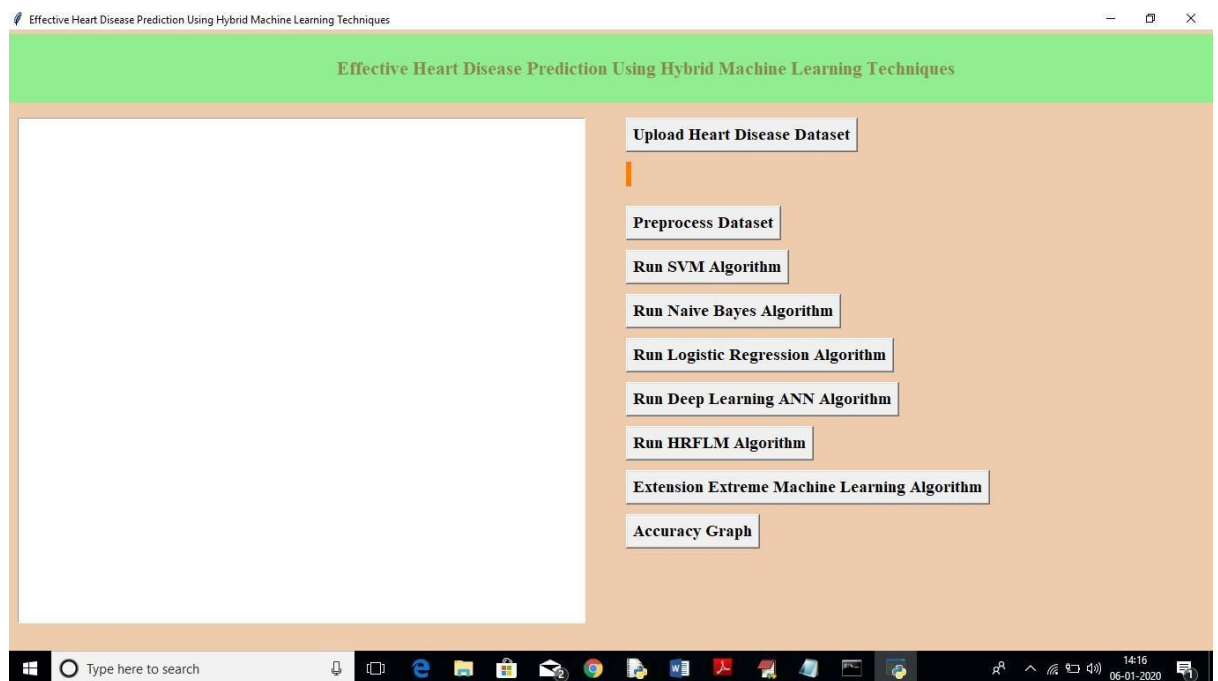 Effective Heart Disease Prediction Using Hybrid Machine Learning Techniques
Effective Heart Disease Prediction Using Hybrid Machine Learning Techniques
Upload Heart Disease Dataset
Preprocess Dataset
Run SVM Algorithm
Run Naive Bayes Algorithm
Run Logistic Regression Algorithm
Run Deep Learning ANN Algorithm
Run HRFLM Algorithm
Extension Extreme Machine Learning Algorithm
Accuracy Graph
Type here to search
14:16
06-01-2020